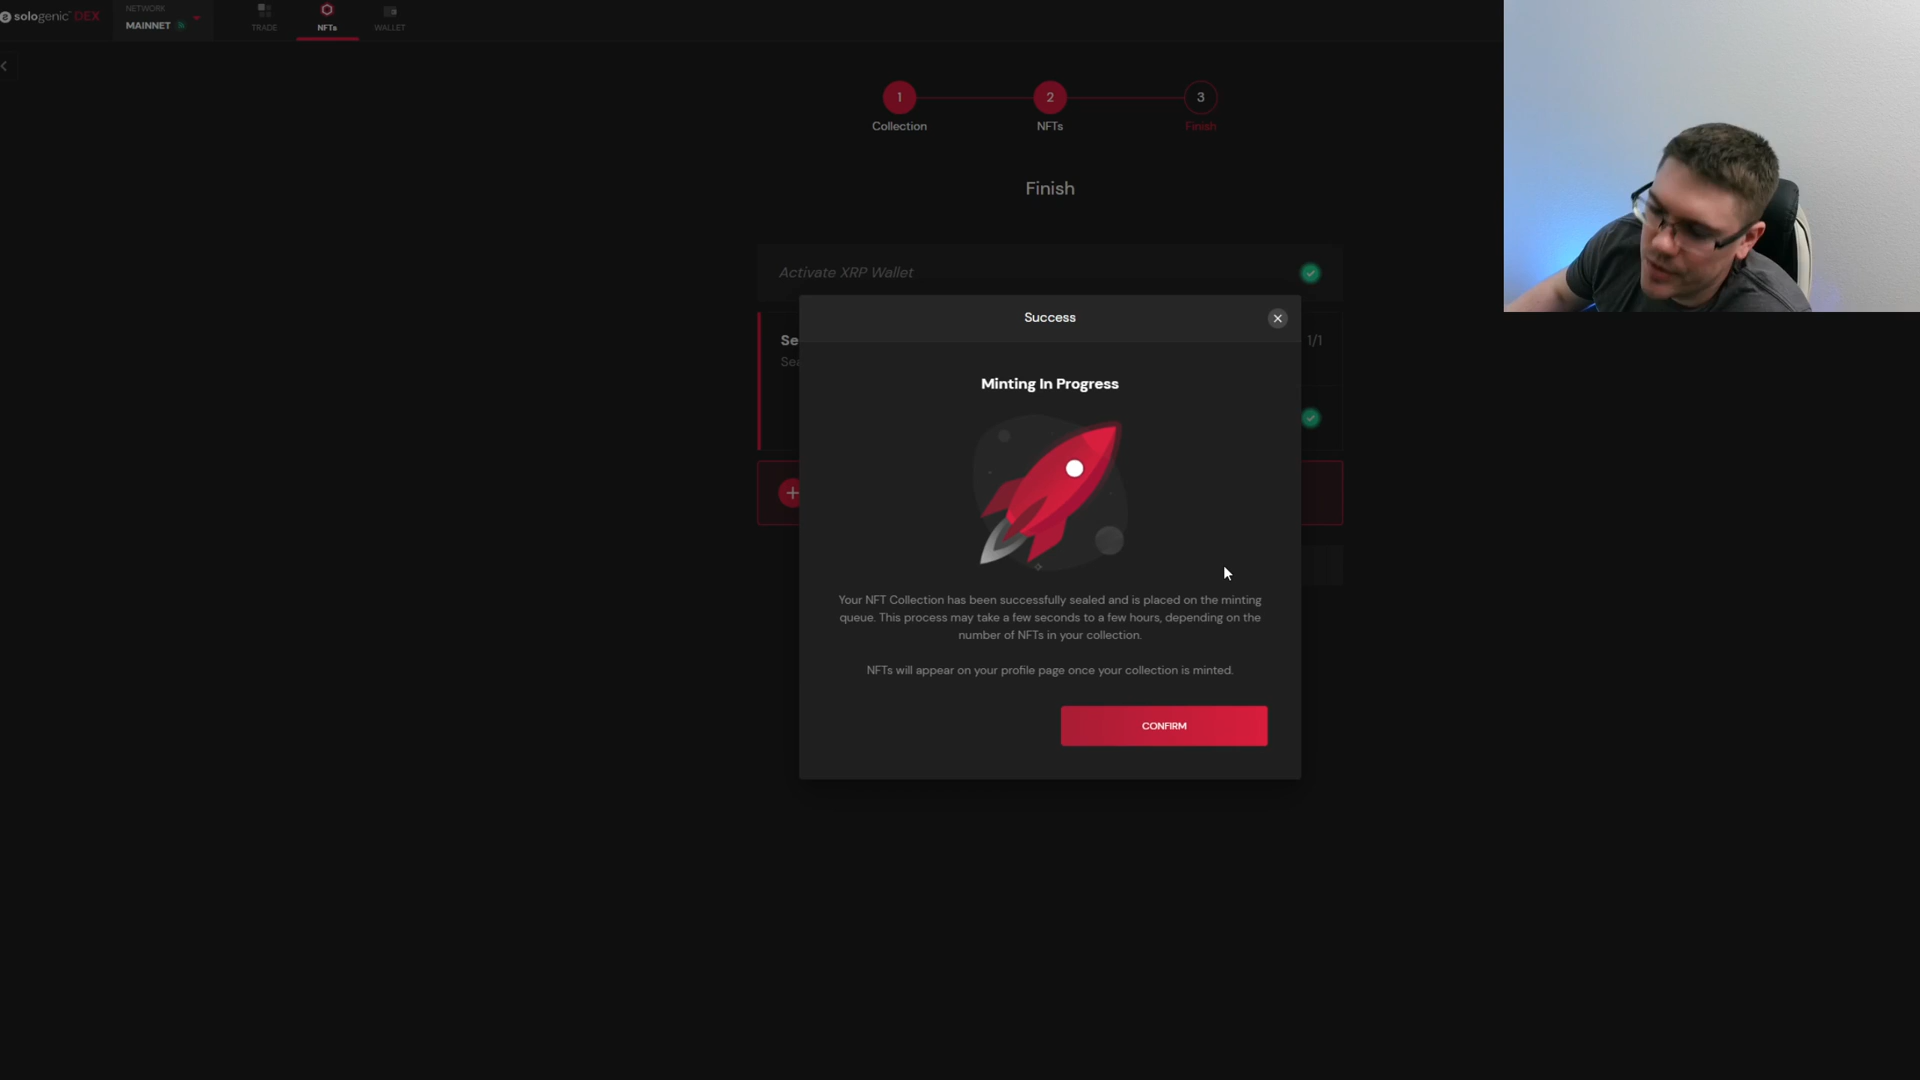 sologenic DEX
NETWORK
MAINNET
TRADE
NFTs
WALLET
1
2
3
Collection
NFTs
Finish
Finish
Activate XRP Wallet
Success
Se
1/1
See
Minting In Progress
+
Your NFT Collection has been successfully sealed and is placed on the minting
queue. This process may take a few seconds to a few hours, depending on the
number of NFTs in your collection.
NFTs will appear on your profile page once your collection is minted.
CONFIRM